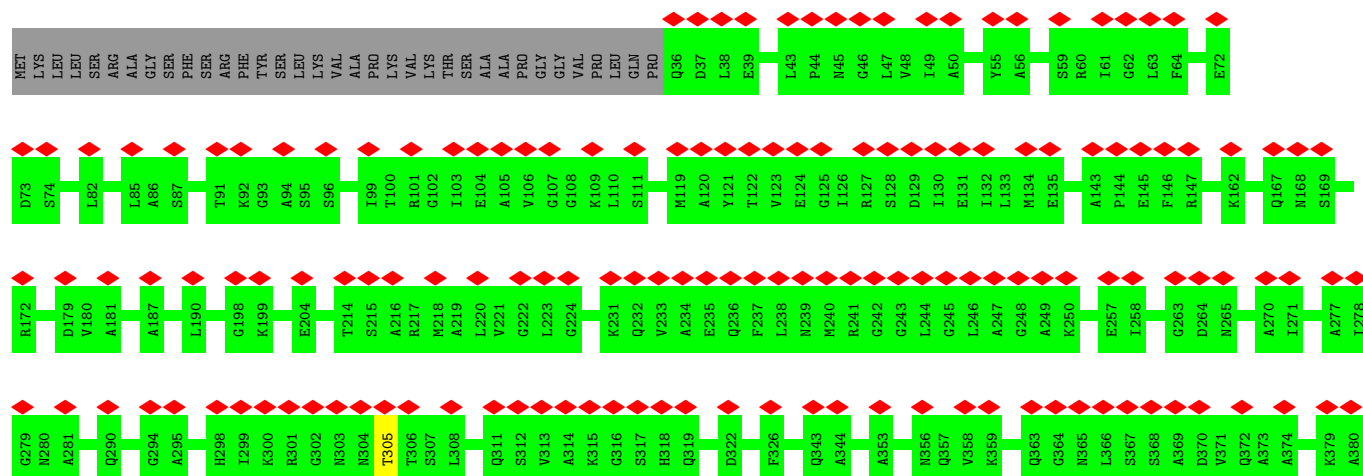 MET LYS LEU LEU SER ARG ALA GLY SER PHE SER ARG PHE TYR SER LEU LYS VAL ALA PRO LYS VAL LYS THR SER ALA ALA PRO GLY GLY VAL PRO LEU GLN PRO Q36 D37 L38 E39 L43 P44 N45 G46 L47 V48 I49 A50 Y55 A56 S59 R60 I61 G62 L63 F64 E72
D73 S74 L82 L85 A86 S87 T91 K92 G93 A94 S95 S96 I99 T100 R101 G102 I103 E104 A105 V106 G107 G108 K109 L110 S111 M119 A120 Y121 T122 V123 E124 G125 I126 R127 S128 D129 I130 E131 I132 L133 M134 E135 A143 P144 E145 F146 R147 K162 Q167 N168 S169
R172 D179 V180 A181 A187 L190 G198 K199 E204 T214 S215 A216 R217 M218 A219 L220 V221 G222 L223 G224 K231 Q232 V233 A234 E235 Q236 F237 L238 N239 M240 R241 G242 G243 L244 G245 L246 A247 G248 A249 K250 E257 I258 G263 D264 N265 A270 I271 A277 I278
G279 N280 A281 Q290 G294 A295 H298 I299 K300 R301 G302 N303 N304 T305 T306 S307 L308 Q311 S312 V313 A314 K315 G316 S317 H318 Q319 D322 F326 Q343 A344 A353 N356 Q357 V358 K359 Q363 G364 N365 L366 S367 S368 A369 D370 V371 Q372 A373 A374 K379 A380